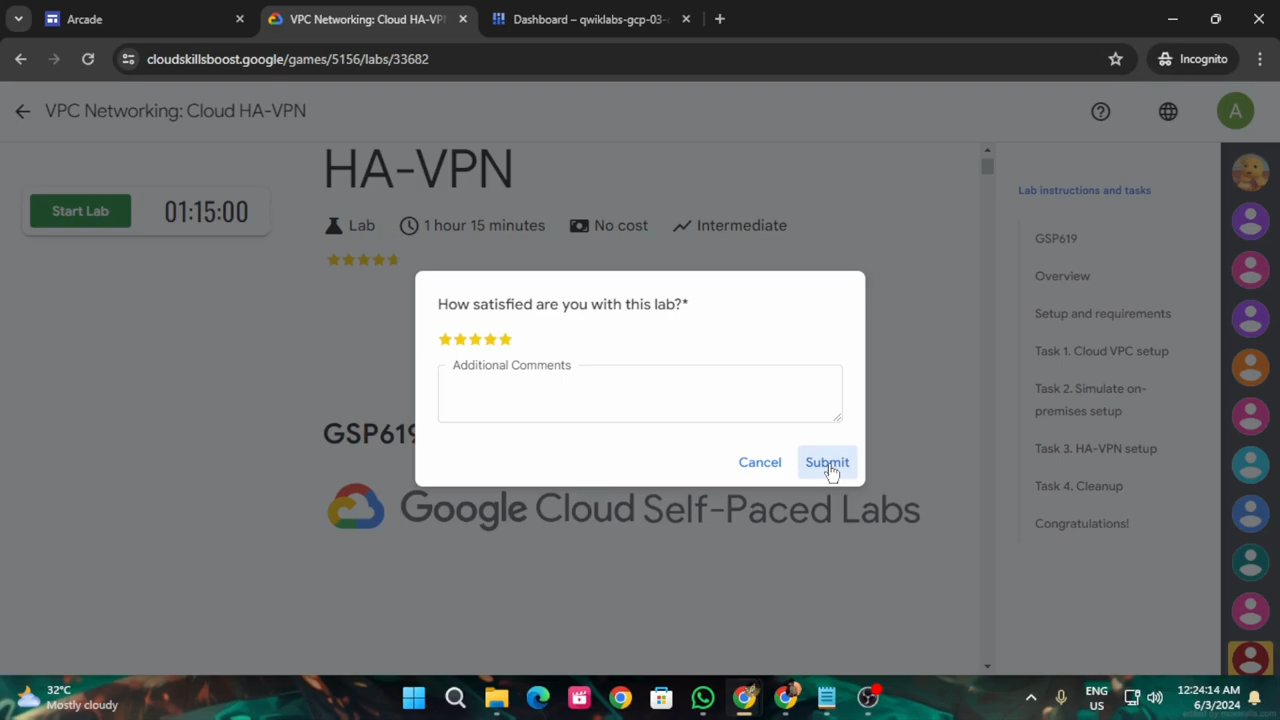 Arcade
VPC Networking: Cloud HA-VP
Dashboard – qwiklabs-gcp-03-
cloudskillsboost.google/games/5156/labs/33682
Incognito
VPC Networking: Cloud HA-VPN
A
Start Lab
01:15:00
HA-VPN
Lab
1 hour 15 minutes
No cost
Intermediate
How satisfied are you with this lab?*
Additional Comments
Cancel
Submit
GSP619
Google Cloud Self-Paced Labs
Lab instructions and tasks
GSP619
Overview
Setup and requirements
Task 1. Cloud VPC setup
Task 2. Simulate on-
premises setup
Task 3. HA-VPN setup
Task 4. Cleanup
Congratulations!
32°C
Mostly cloudy
ENG
US
12:24:14 AM
6/3/2024